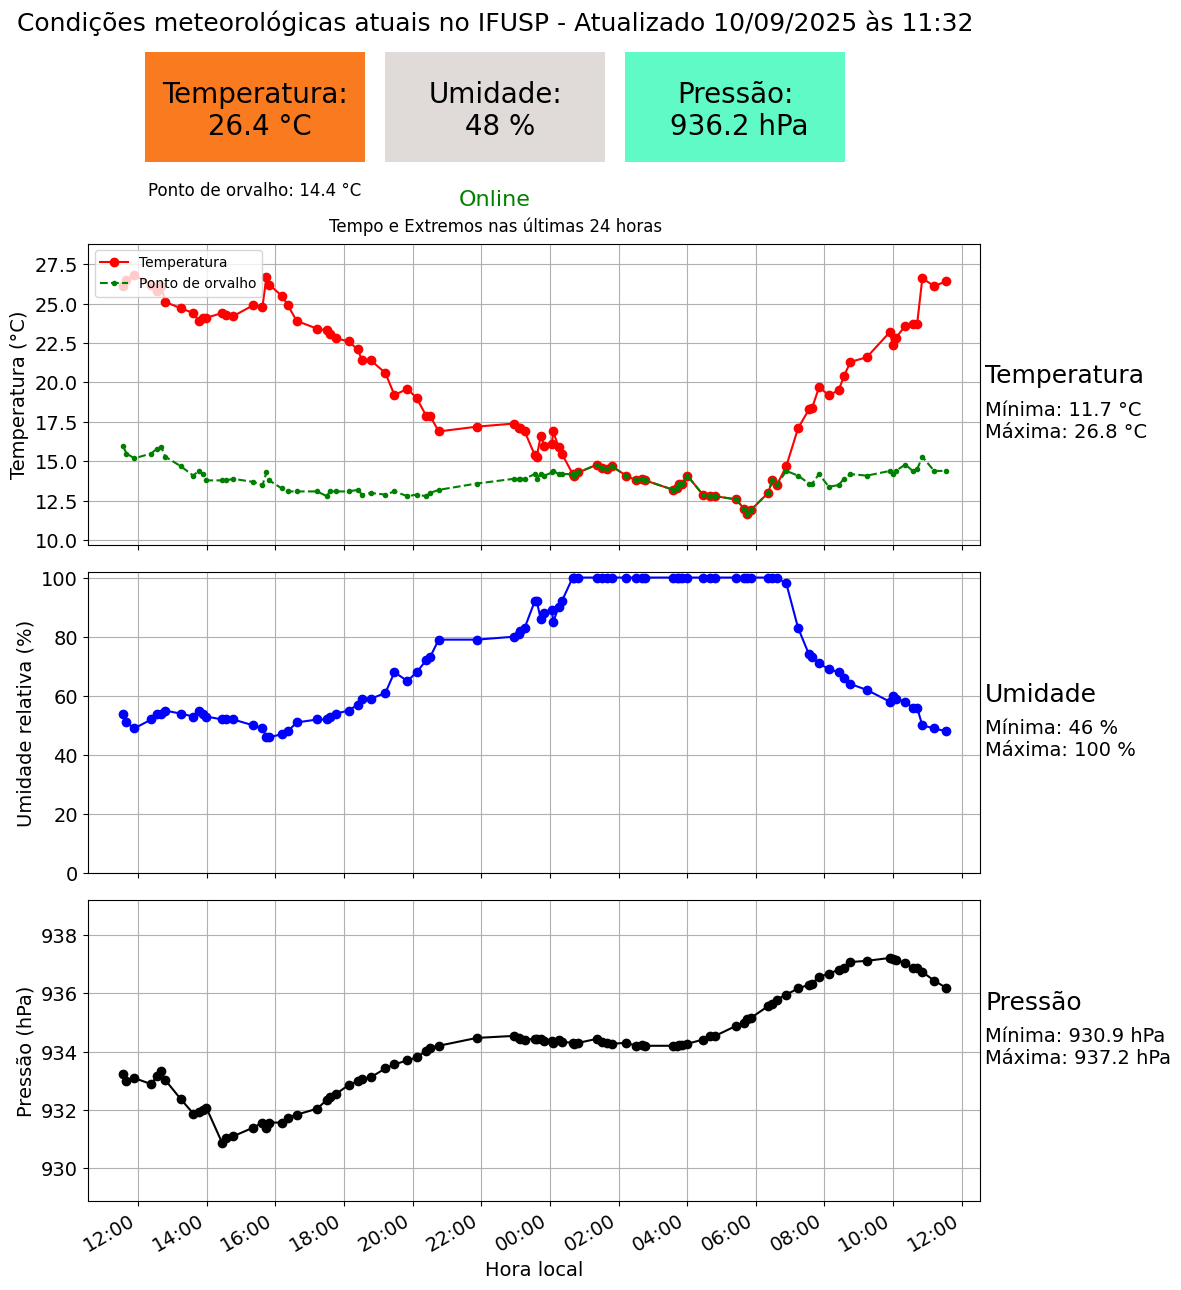 Condições meteorológicas atuais no IFUSP - Atualizado 10/09/2025 às 11:32
Temperatura:
26.4 °C
Umidade:
48 %
Pressão:
936.2 hPa
Ponto de orvalho: 14.4 °C
Online
Tempo e Extremos nas últimas 24 horas
Temperatura
Ponto de orvalho
Temperatura (°C)
27.5
25.0
22.5
20.0
17.5
15.0
12.5
10.0
Temperatura
Mínima: 11.7 °C
Máxima: 26.8 °C
Umidade relativa (%)
100
80
60
40
20
0
Umidade
Mínima: 46 %
Máxima: 100 %
Pressão (hPa)
938
936
934
932
930
Pressão
Mínima: 930.9 hPa
Máxima: 937.2 hPa
12:00 14:00 16:00 18:00 20:00 22:00 00:00 02:00 04:00 06:00 08:00 10:00 12:00
Hora local